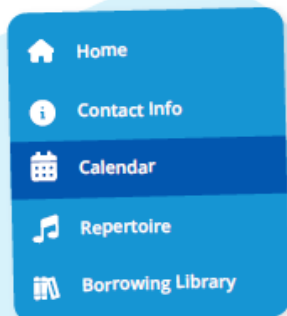 Home
Contact Info
Calendar
Repertoire
Borrowing Library